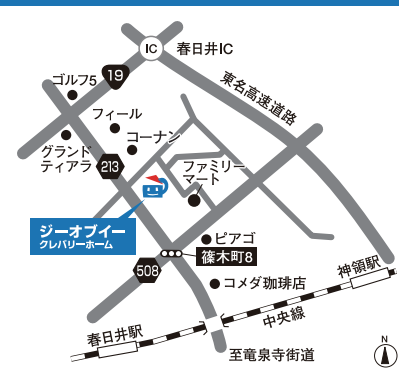 IC
春日井IC
19
ゴルフ5
東名高速道路
フィール
コーナン
グランド
ティアラ
213
ファミリー
マート
ジーオブイー
クレバリーホーム
ピアゴ
篠木町8
508
コメダ珈琲店
神領駅
中央線
春日井駅
至竜泉寺街道
N